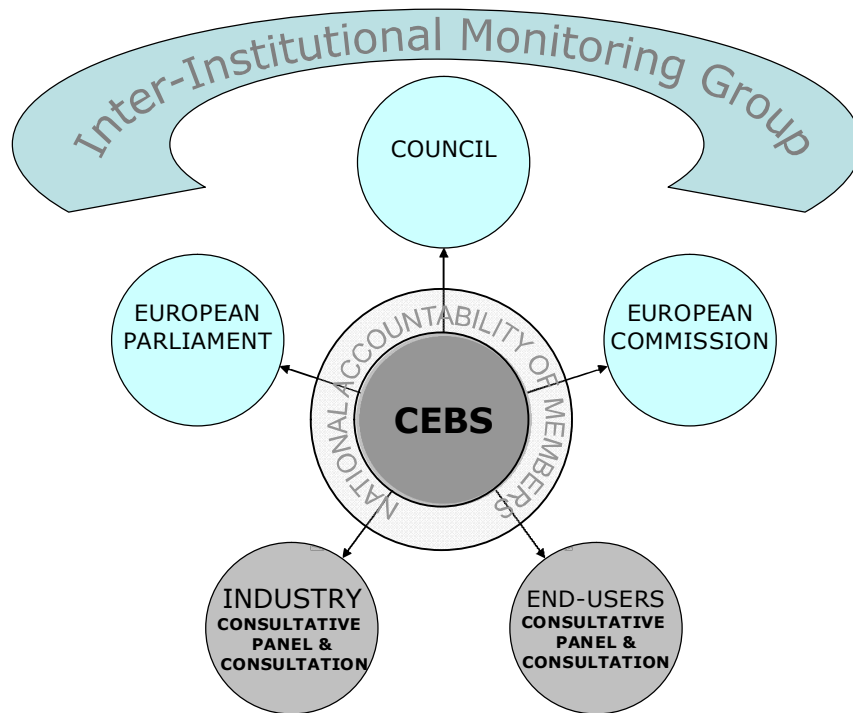 Inter-Institutional Monitoring Group
COUNCIL
EUROPEAN
PARLIAMENT
EUROPEAN
COMMISSION
NATIONAL ACCOUNTABILITY OF MEMBERS
CEBS
INDUSTRY
CONSULTATIVE
PANEL &
CONSULTATION
END-USERS
CONSULTATIVE
PANEL &
CONSULTATION